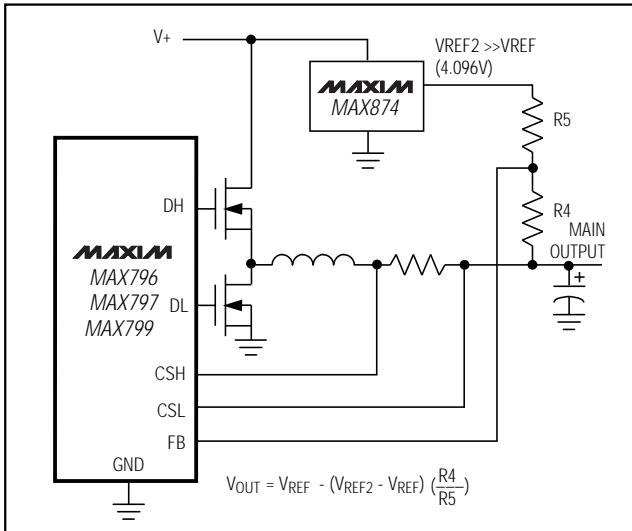 V+
VREF2 >>VREF
(4.096V)
MAXIM
MAX874
R5
R4
MAIN
OUTPUT
+
DH
MAXIM
MAX796
MAX797
MAX799
DL
CSH
CSL
FB
GND
VOUT = VREF - (VREF2 - VREF) (R4/R5)